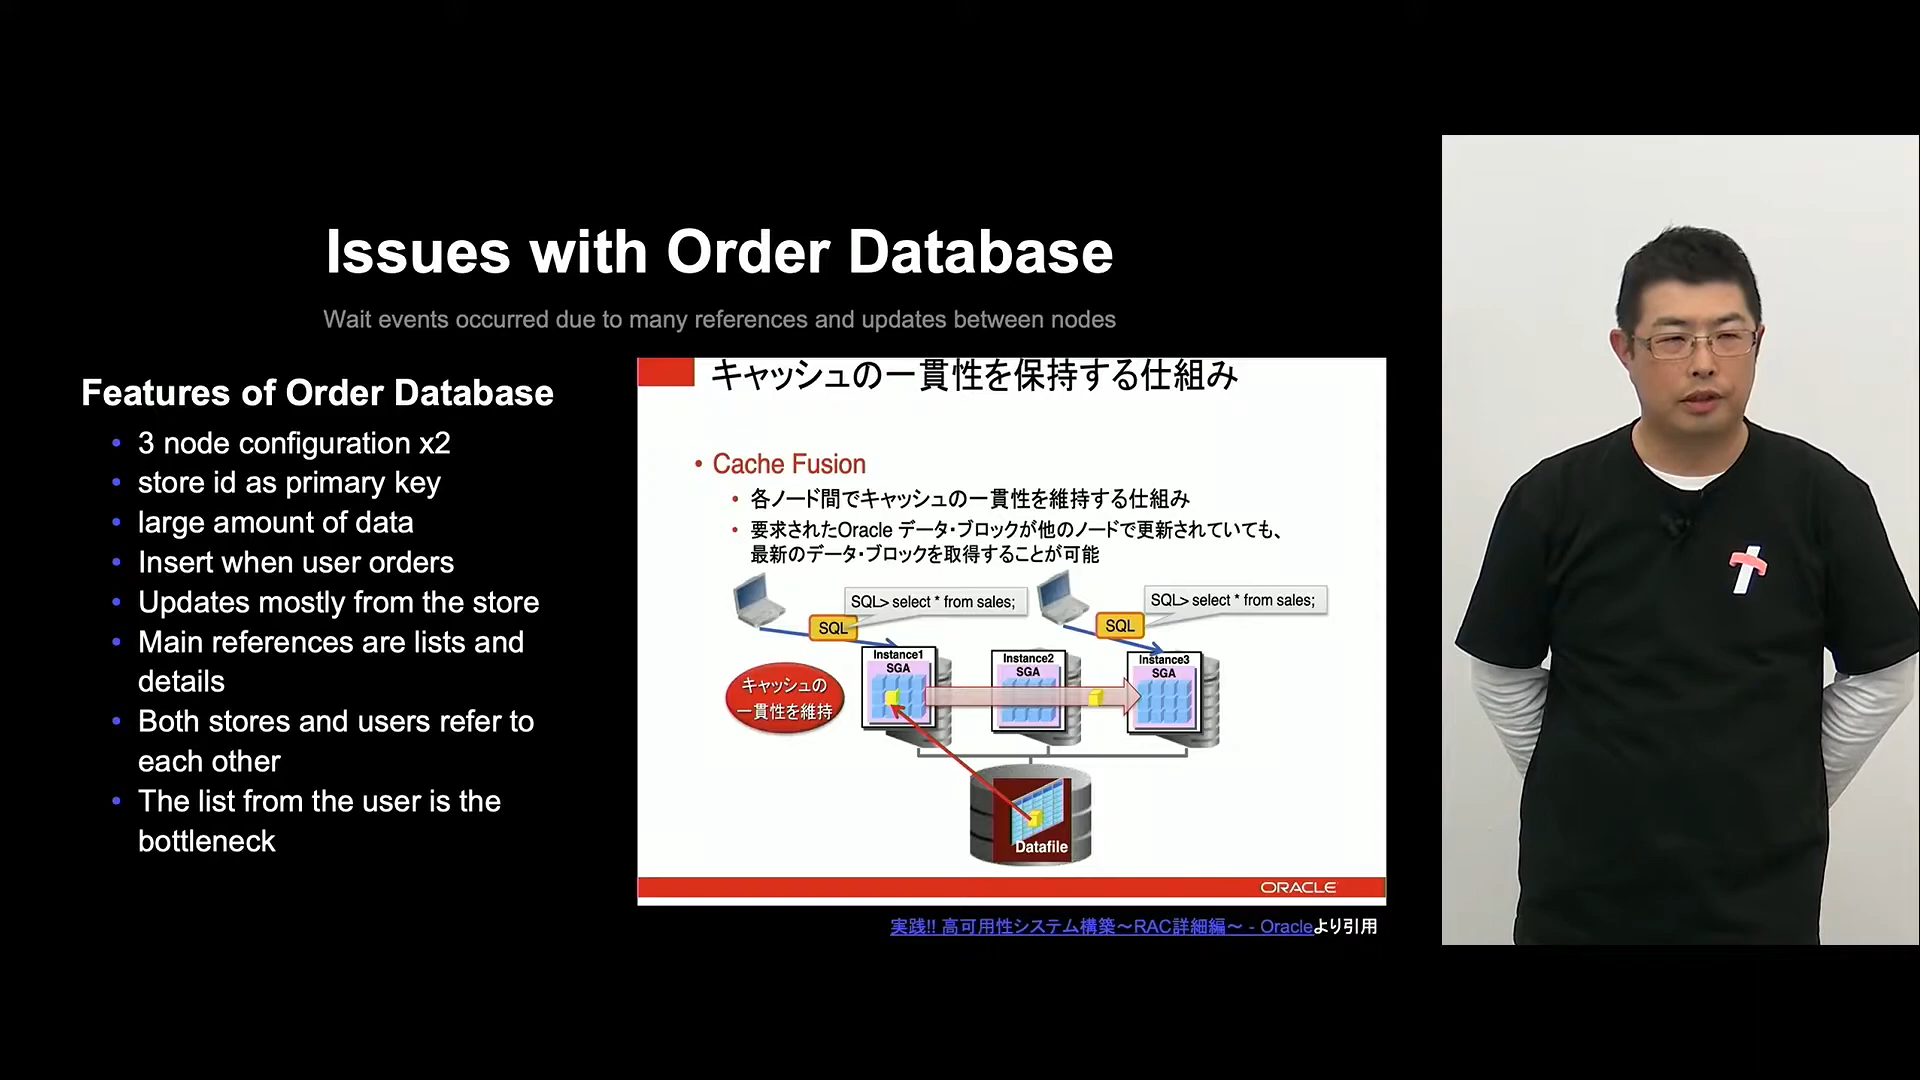 Issues with Order Database
Wait events occurred due to many references and updates between nodes
Features of Order Database
• 3 node configuration x2
• store id as primary key
• large amount of data
• Insert when user orders
• Updates mostly from the store
• Main references are lists and
details
• Both stores and users refer to
each other
• The list from the user is the
bottleneck
キャッシュの一貫性を保持する仕組み
• Cache Fusion
• 各ノード間でキャッシュの一貫性を維持する仕組み
• 要求されたOracle データ・ブロックが他のノードで更新されていても、
最新のデータ・ブロックを取得することが可能
SQL> select * from sales;
SQL> select * from sales;
SQL
SQL
Instance1
SGA
Instance2
SGA
Instance3
SGA
キャッシュの
一貫性を維持
Datafile
ORACLE
実践!! 高可用性システム構築〜RAC詳細編〜 - Oracleより引用